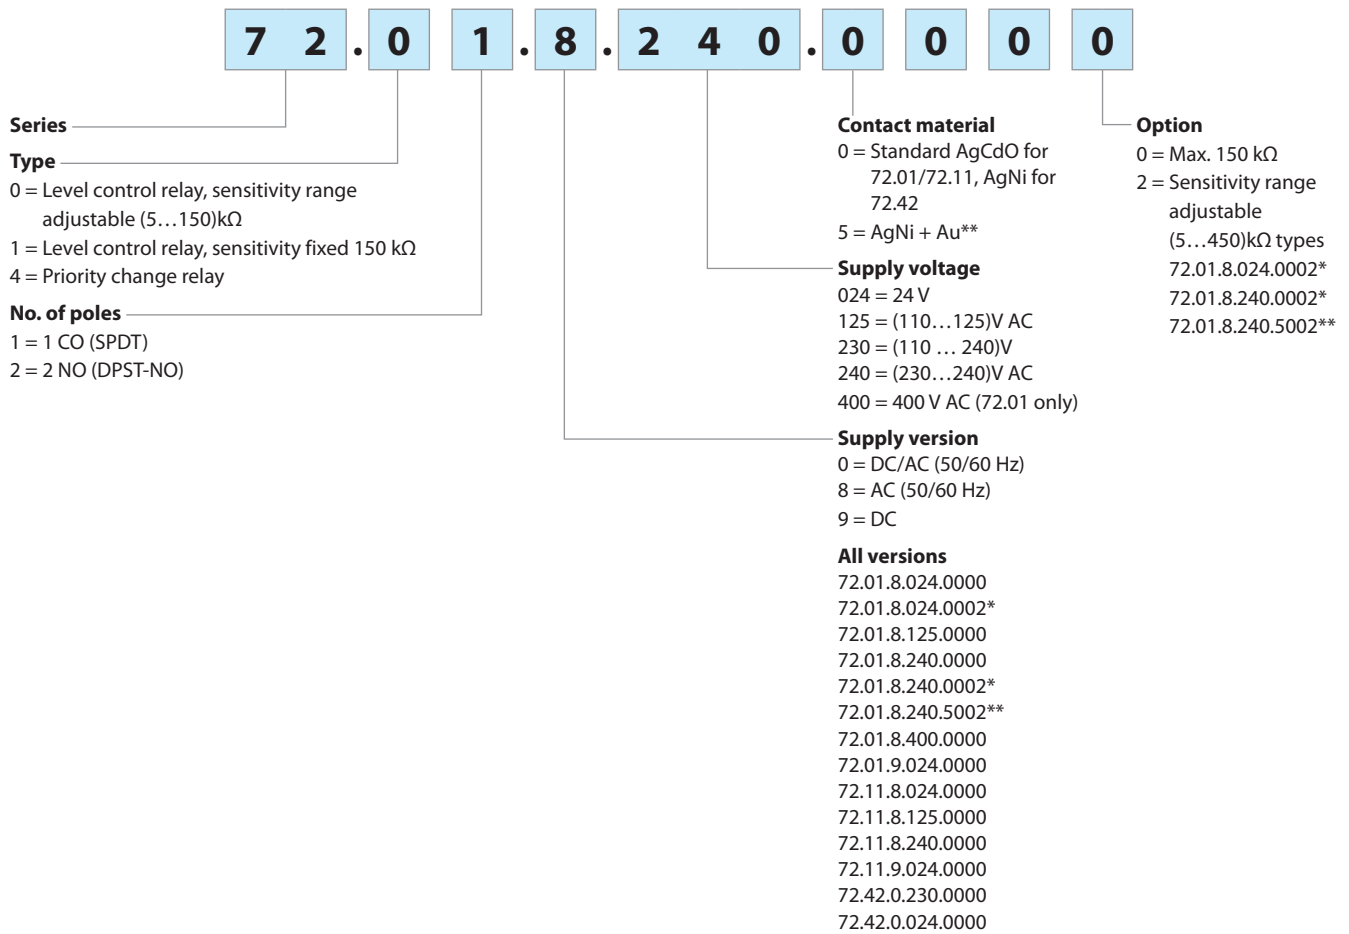 7 2 . 0 1 . 8 . 2 4 0 . 0 0 0 0
Series
Type
0 = Level control relay, sensitivity range
adjustable (5…150)kΩ
1 = Level control relay, sensitivity fixed 150 kΩ
4 = Priority change relay
No. of poles
1 = 1 CO (SPDT)
2 = 2 NO (DPST-NO)
Contact material
0 = Standard AgCdO for
72.01/72.11, AgNi for
72.42
5 = AgNi + Au**
Supply voltage
024 = 24 V
125 = (110…125)V AC
230 = (110 … 240)V
240 = (230…240)V AC
400 = 400 V AC (72.01 only)
Supply version
0 = DC/AC (50/60 Hz)
8 = AC (50/60 Hz)
9 = DC
All versions
72.01.8.024.0000
72.01.8.024.0002*
72.01.8.125.0000
72.01.8.240.0000
72.01.8.240.0002*
72.01.8.240.5002**
72.01.8.400.0000
72.01.9.024.0000
72.11.8.024.0000
72.11.8.125.0000
72.11.8.240.0000
72.11.9.024.0000
72.42.0.230.0000
72.42.0.024.0000
Option
0 = Max. 150 kΩ
2 = Sensitivity range
adjustable
(5…450)kΩ types
72.01.8.024.0002*
72.01.8.240.0002*
72.01.8.240.5002**